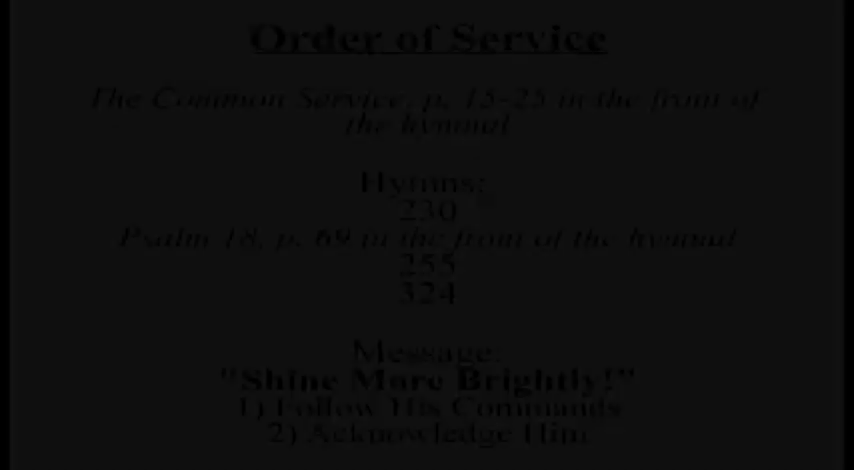 Order of Service
The Common Service, p. 15-25 in the front of
the hymnal
Hymns:
230
Psalm 18, p. 69 in the front of the hymnal
255
324
Message:
"Shine More Brightly!"
1) Follow His Commands
2) Acknowledge Him